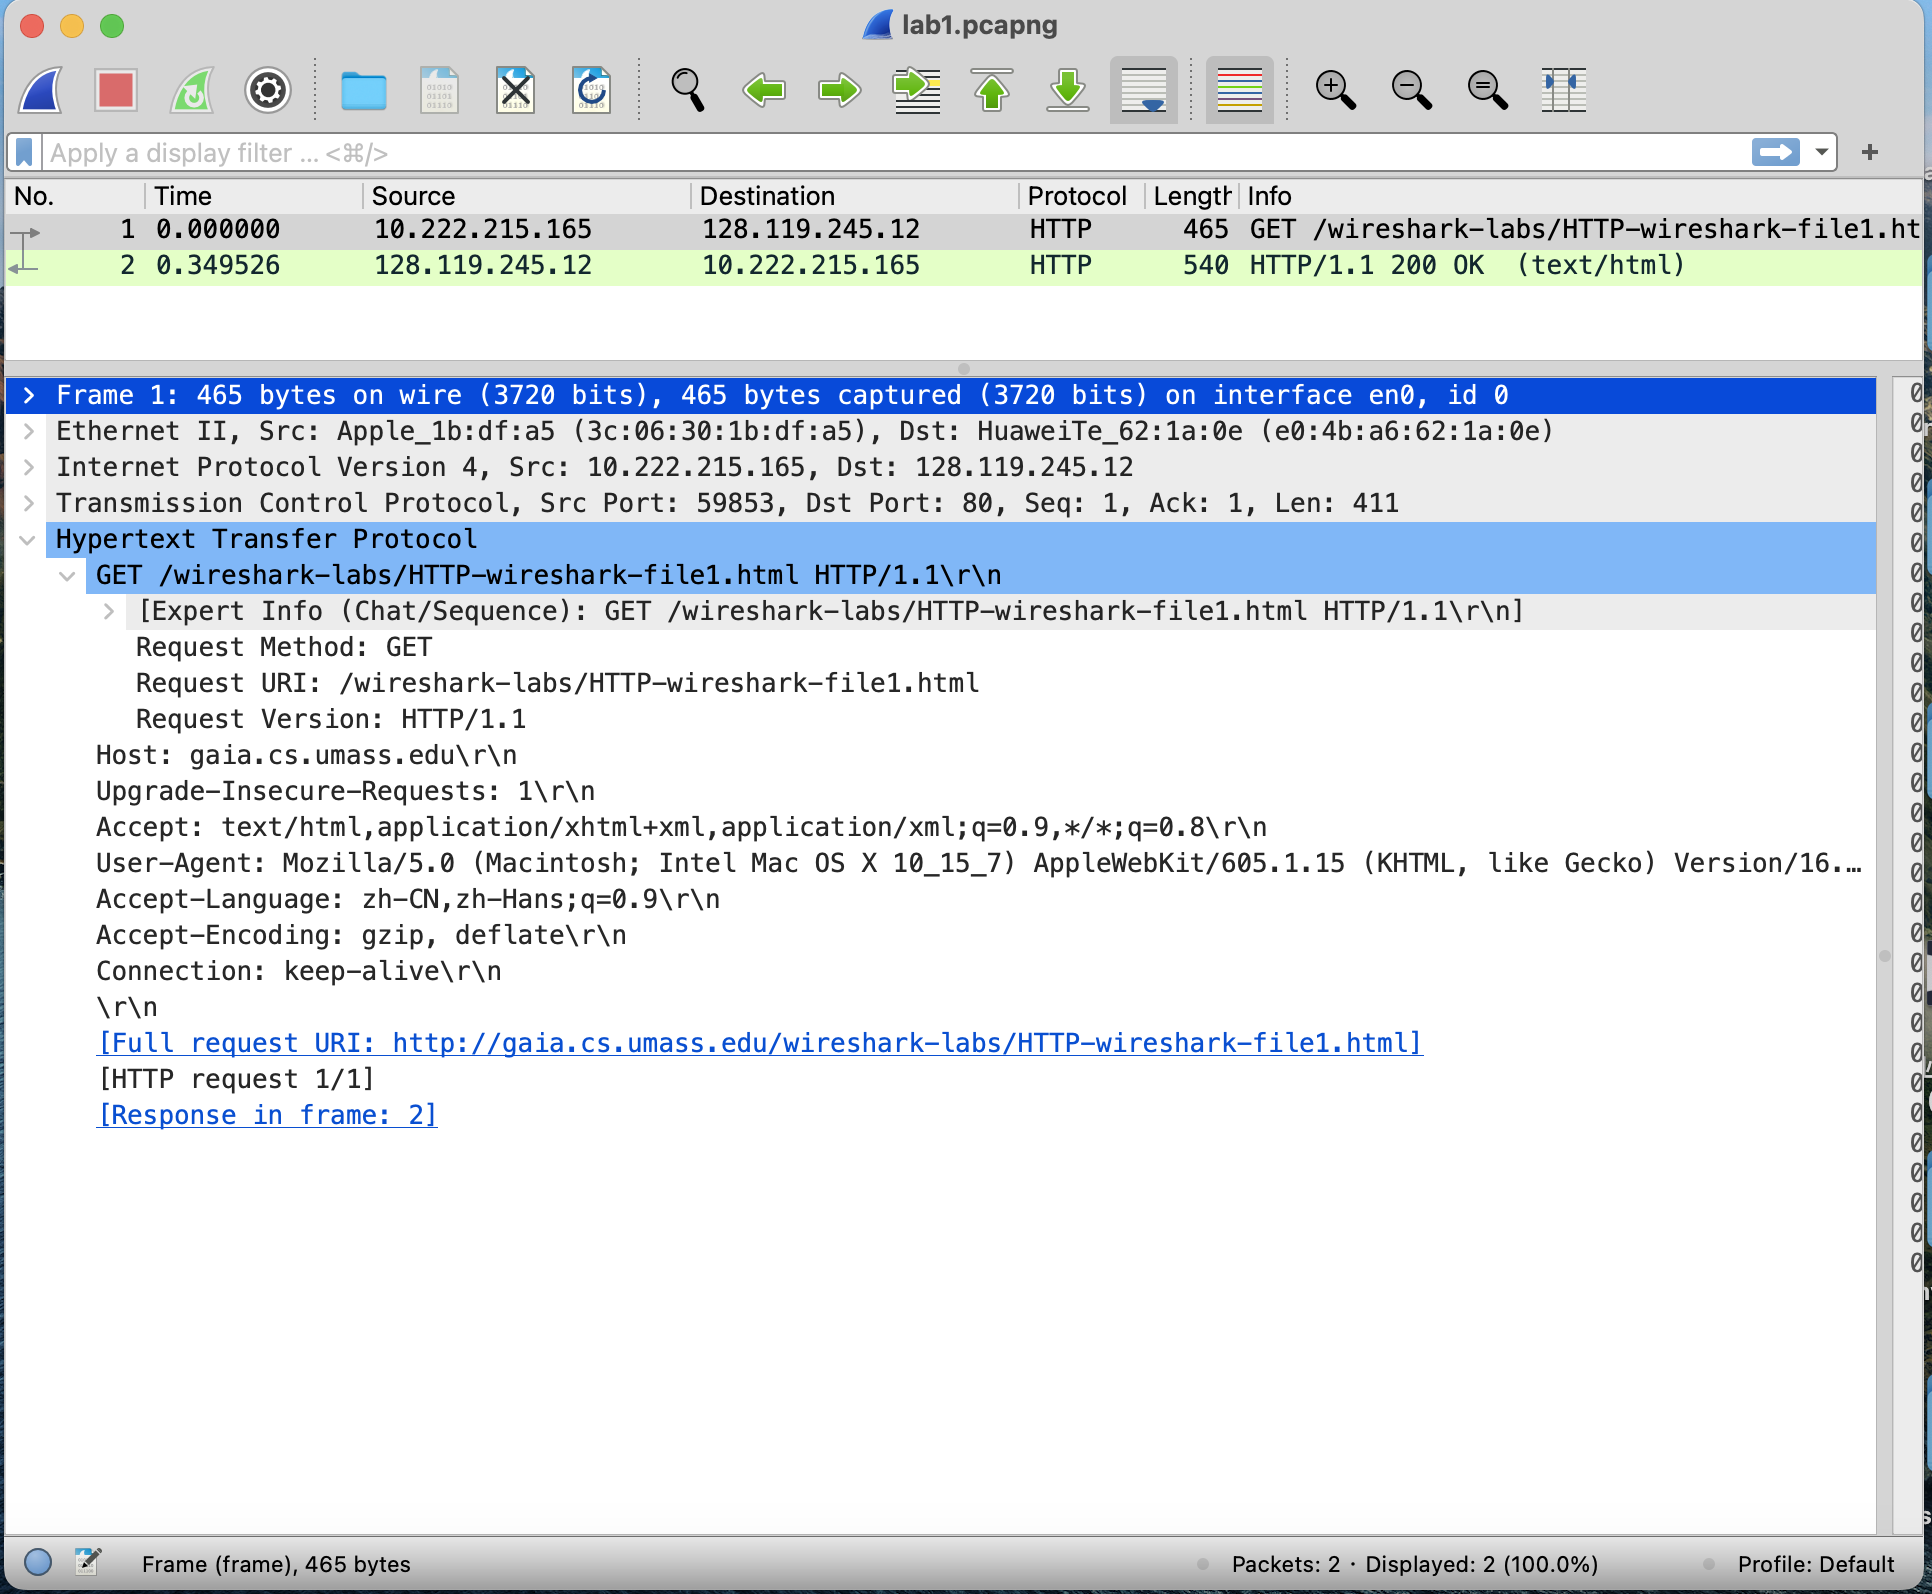 lab1.pcapng
Apply a display filter ... <⌘/>
+
No. Time Source Destination Protocol Length Info
1 0.000000 10.222.215.165 128.119.245.12 HTTP 465 GET /wireshark-labs/HTTP-wireshark-file1.ht
2 0.349526 128.119.245.12 10.222.215.165 HTTP 540 HTTP/1.1 200 OK (text/html)
Frame 1: 465 bytes on wire (3720 bits), 465 bytes captured (3720 bits) on interface en0, id 0
Ethernet II, Src: Apple_1b:df:a5 (3c:06:30:1b:df:a5), Dst: HuaweiTe_62:1a:0e (e0:4b:a6:62:1a:0e)
Internet Protocol Version 4, Src: 10.222.215.165, Dst: 128.119.245.12
Transmission Control Protocol, Src Port: 59853, Dst Port: 80, Seq: 1, Ack: 1, Len: 411
Hypertext Transfer Protocol
GET /wireshark-labs/HTTP-wireshark-file1.html HTTP/1.1\r\n
[Expert Info (Chat/Sequence): GET /wireshark-labs/HTTP-wireshark-file1.html HTTP/1.1\r\n]
Request Method: GET
Request URI: /wireshark-labs/HTTP-wireshark-file1.html
Request Version: HTTP/1.1
Host: gaia.cs.umass.edu\r\n
Upgrade-Insecure-Requests: 1\r\n
Accept: text/html,application/xhtml+xml,application/xml;q=0.9,*/*;q=0.8\r\n
User-Agent: Mozilla/5.0 (Macintosh; Intel Mac OS X 10_15_7) AppleWebKit/605.1.15 (KHTML, like Gecko) Version/16.…
Accept-Language: zh-CN,zh-Hans;q=0.9\r\n
Accept-Encoding: gzip, deflate\r\n
Connection: keep-alive\r\n
\r\n
[Full request URI: http://gaia.cs.umass.edu/wireshark-labs/HTTP-wireshark-file1.html]
[HTTP request 1/1]
[Response in frame: 2]
Frame (frame), 465 bytes
Packets: 2 · Displayed: 2 (100.0%)
Profile: Default